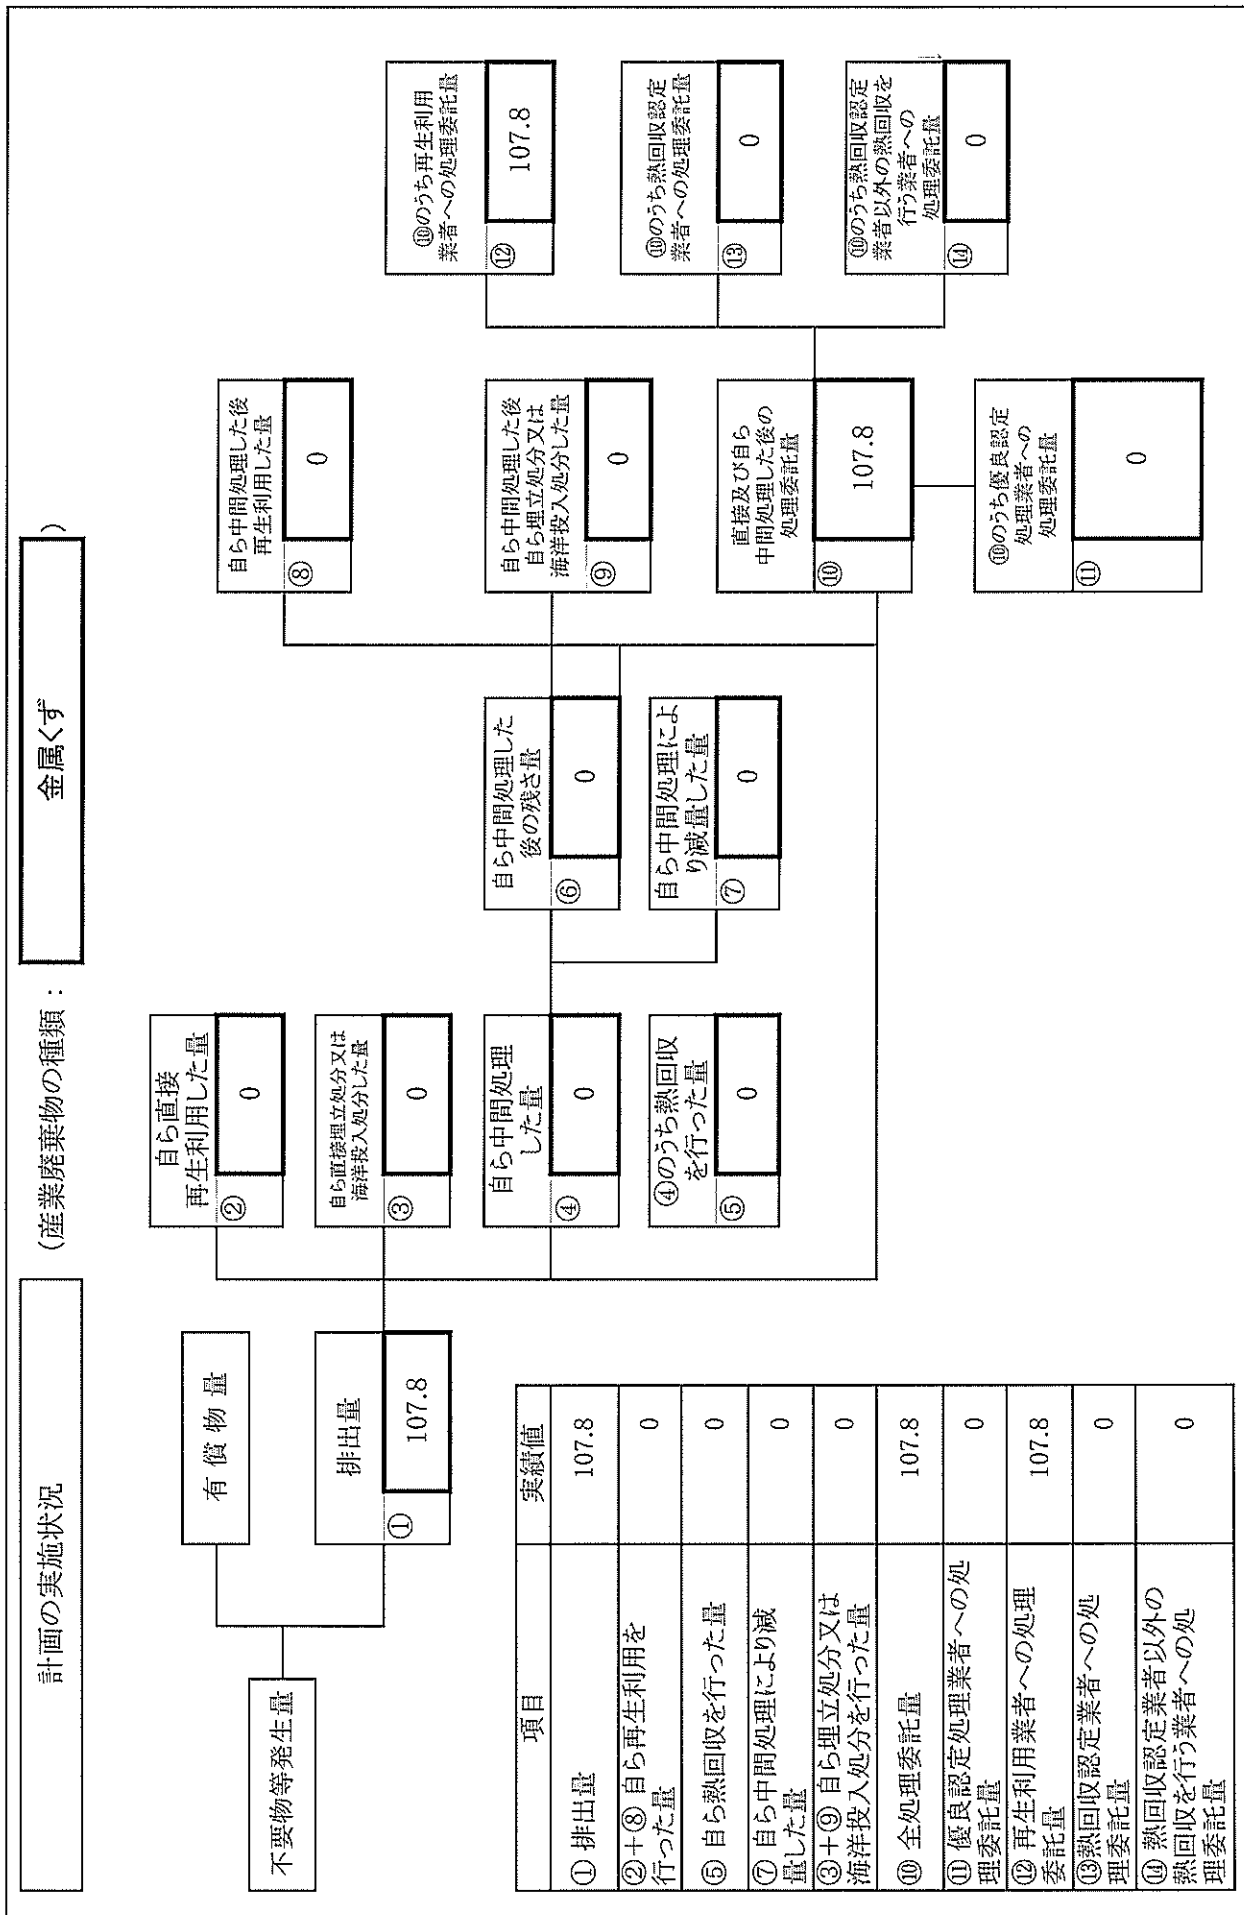 計画の実施状況
（産業廃棄物の種類：
金属くず
）
不要物等発生量
有 償 物 量
排出量
①
107.8
自ら直接
再生利用した量
②
0
自ら直接埋立処分又は
海洋投入処分した量
③
0
自ら中間処理
した量
④
0
④のうち熱回収
を行った量
⑤
0
自ら中間処理した
後の残さ量
⑥
0
自ら中間処理によ
り減量した量
⑦
0
自ら中間処理した後
再生利用した量
⑧
0
自ら中間処理した後
自ら埋立処分又は
海洋投入処分した量
⑨
0
直接及び自ら
中間処理した後の
処理委託量
⑩
107.8
⑩のうち優良認定
処理業者への
処理委託量
⑪
0
⑩のうち再生利用
業者への処理委託量
⑫
107.8
⑩のうち熱回収認定
業者への処理委託量
⑬
0
⑩のうち熱回収認定
業者以外の熱回収を
行う業者への
処理委託量
⑭
0
項目
実績値
① 排出量
107.8
②＋⑧ 自ら再生利用を
行った量
0
⑤ 自ら熱回収を行った量
0
⑦ 自ら中間処理により減
量した量
0
③＋⑨ 自ら埋立処分又は
海洋投入処分を行った量
0
⑩ 全処理委託量
107.8
⑪ 優良認定処理業者への処
理委託量
0
⑫ 再生利用業者への処理
委託量
107.8
⑬熱回収認定業者への処
理委託量
0
⑭ 熱回収認定業者以外の
熱回収を行う業者への処
理委託量
0